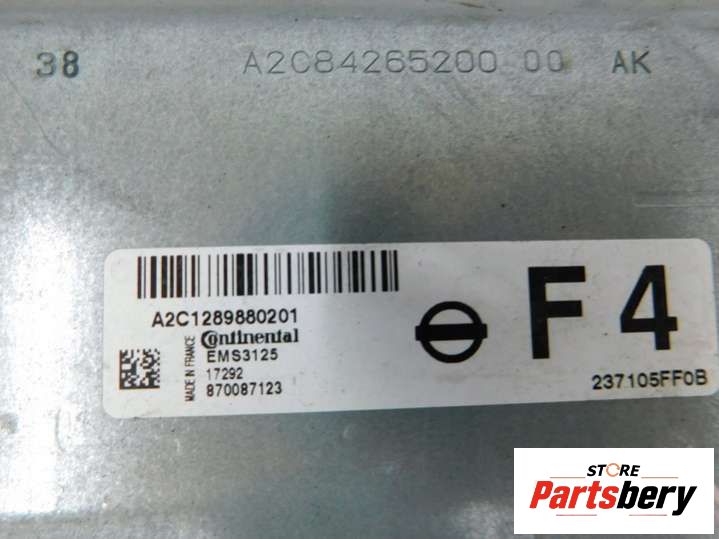 38 A2C84265200 00 AK
A2C1289880201
Continental
MADE IN FRANCE
EMS3125
17292
870087123
F4
237105FF0B
STORE
Partsbery